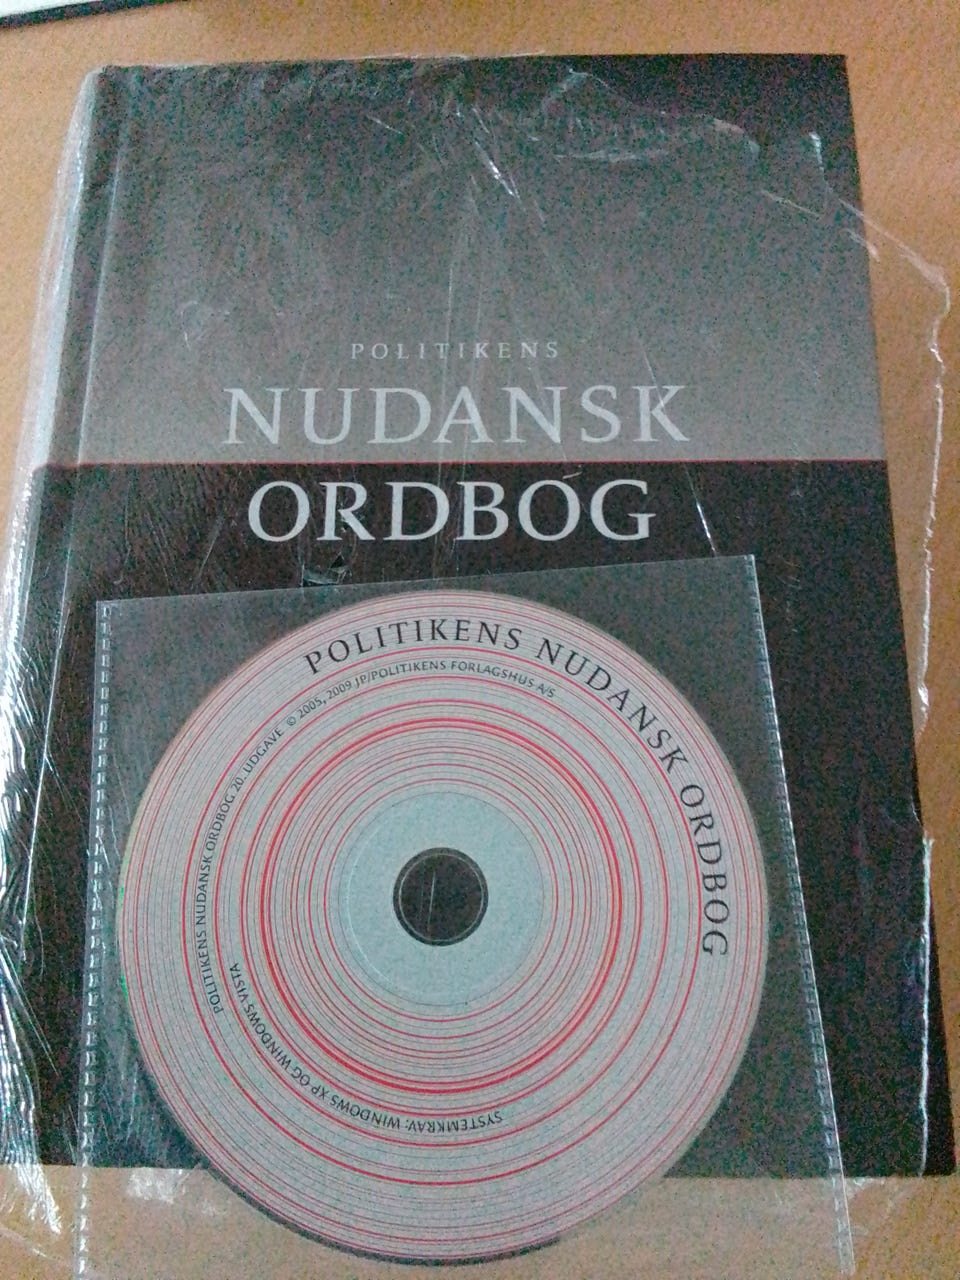 POLITIKENS
NUDANSK
ORDBOG
POLITIKENS NUDANSK ORDBOG
POLITIKENS NUDANSK ORDBOG 20. UDGAVE © 2005, 2009 JP/POLITIKENS FORLAGSHUS A/S
SYSTEMKRAV: WINDOWS XP OG WINDOWS VISTA